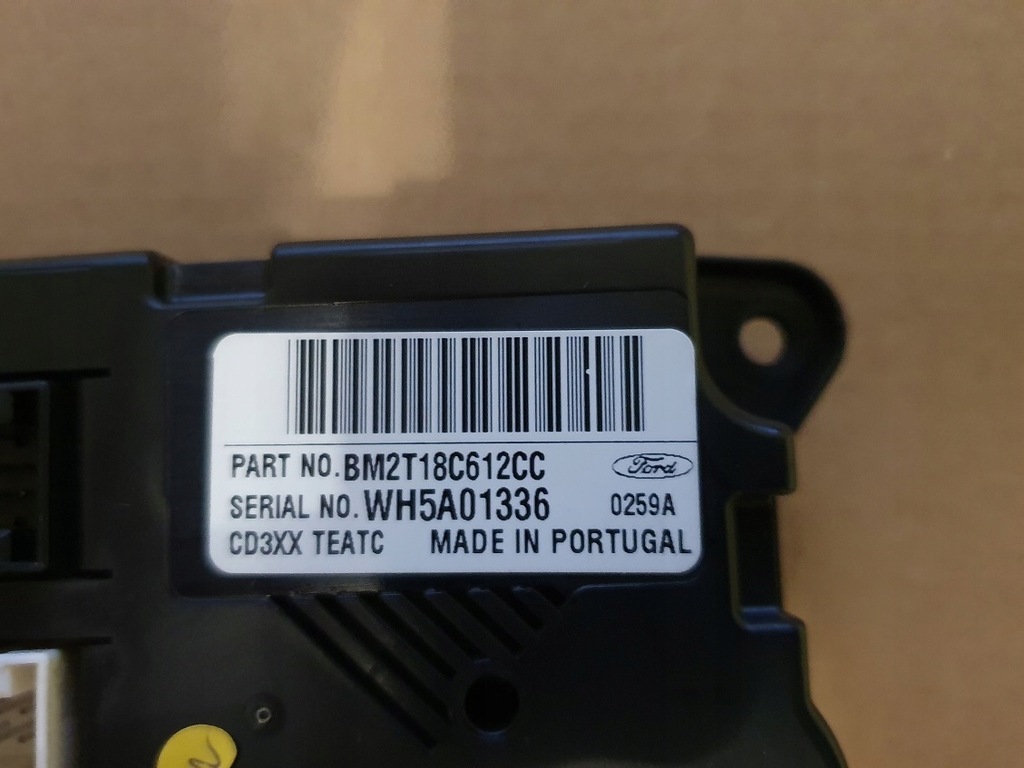 PART NO.BM2T18C612CC Ford
SERIAL NO.WH5A01336 0259A
CD3XX TEATC MADE IN PORTUGAL